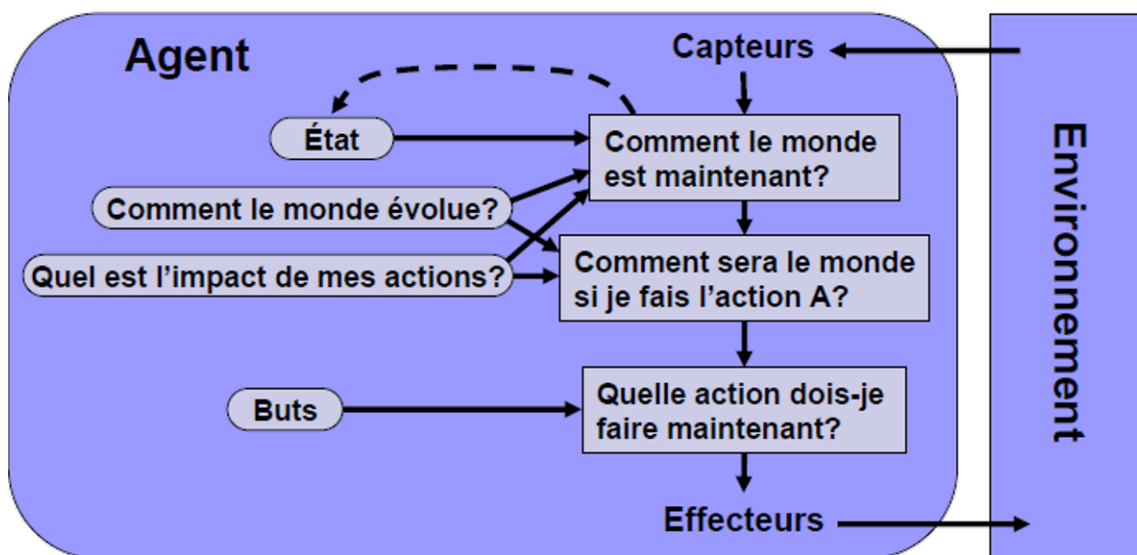 Agent
Capteurs
État
Comment le monde
est maintenant?
Comment le monde évolue?
Quel est l’impact de mes actions?
Comment sera le monde
si je fais l’action A?
Buts
Quelle action dois-je
faire maintenant?
Effecteurs
Environnement